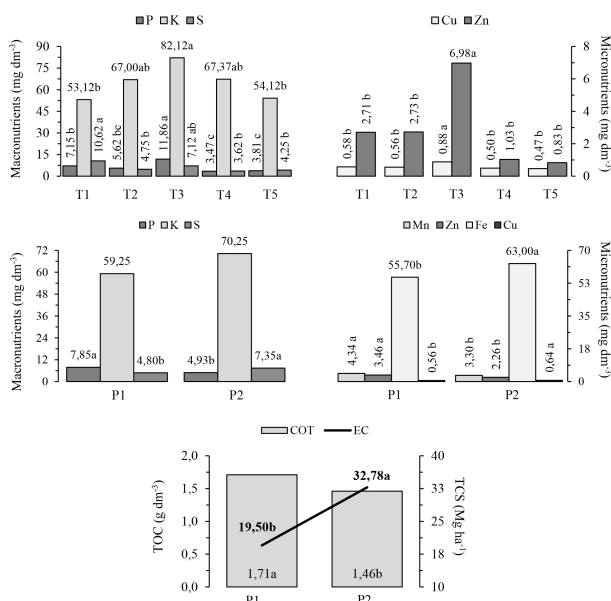 P K S
Macronutrients (mg dm-3)
90
75
60
45
30
15
0
7,15 b
53,12b
10,62 a
5,62 bc
67,00ab
4,75 b
11,86 a
82,12a
7,12 ab
3,47 c
67,37ab
3,62 b
3,81 c
54,12b
4,25 b
T1 T2 T3 T4 T5
Cu Zn
0,58 b
2,71 b
0,56 b
2,73 b
0,88 a
6,98a
0,50 b
1,03 b
0,47 b
0,83 b
8
6
4
2
0
Micronutrients (mg dm-3)
T1 T2 T3 T4 T5
P K S
Macronutrients (mg dm-3)
72
60
48
36
24
12
0
7,85a
59,25
4,80b
4,93b
70,25
7,35a
P1 P2
Mn Zn Fe Cu
4,34 a
3,46 a
55,70b
0,56 b
3,30 b
2,26 b
63,00a
0,64 a
70
59
47
35
23
12
0
Micronutrients (mg dm-3)
P1 P2
COT EC
TOC (g dm-3)
2,0
1,5
1,0
0,5
0,0
19,50b
32,78a
1,71a
1,46b
40
33
25
18
10
TCS (Mg ha-1)
P1 P2